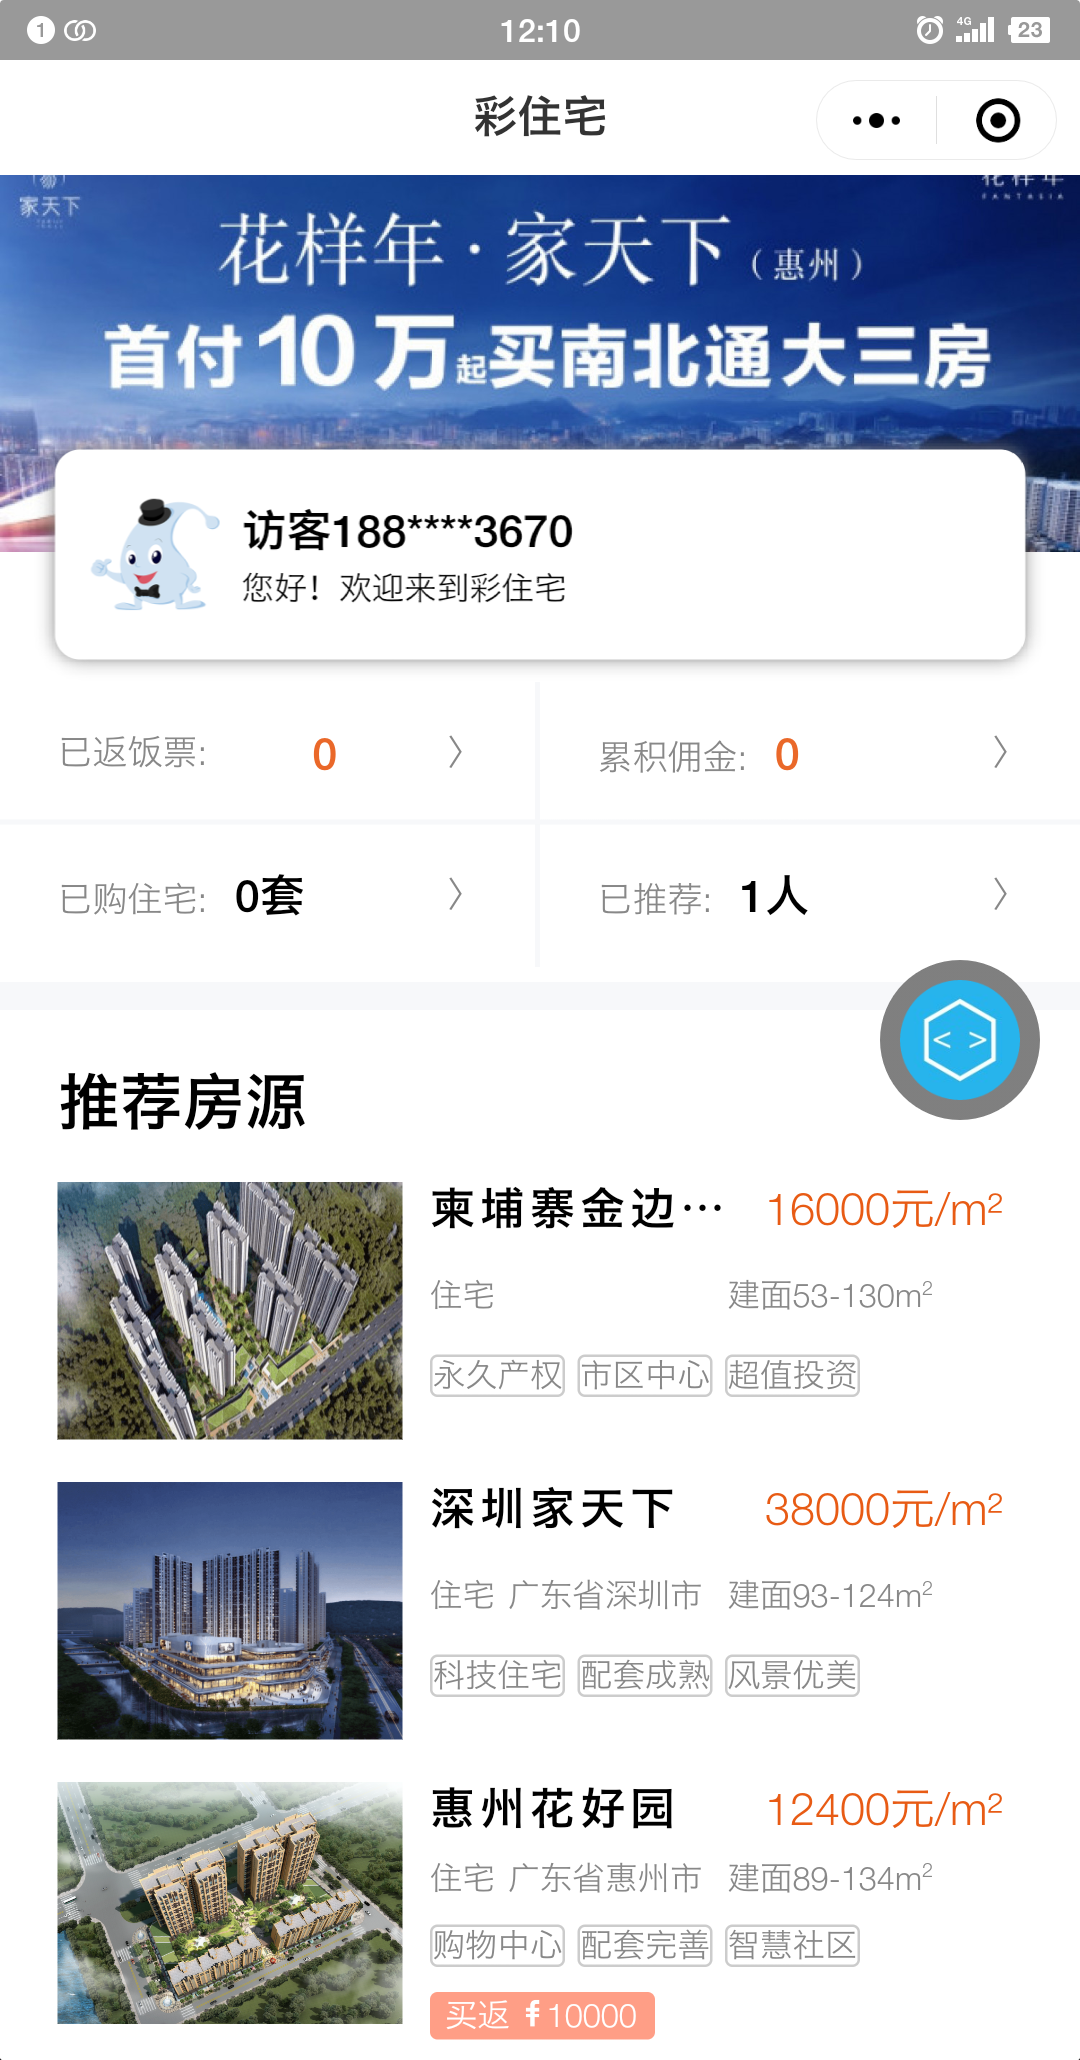 1
12:10
4G
23
彩住宅
家天下
花样年
FANTASIA
花样年·家天下（惠州）
首付10万起买南北通大三房
访客188****3670
您好！欢迎来到彩住宅
已返饭票: 0
累积佣金: 0
已购住宅: 0套
已推荐: 1人
< >
推荐房源
柬埔寨金边… 16000元/m²
住宅 建面53-130m²
永久产权 市区中心 超值投资
深圳家天下 38000元/m²
住宅 广东省深圳市 建面93-124m²
科技住宅 配套成熟 风景优美
惠州花好园 12400元/m²
住宅 广东省惠州市 建面89-134m²
购物中心 配套完善 智慧社区
买返 10000